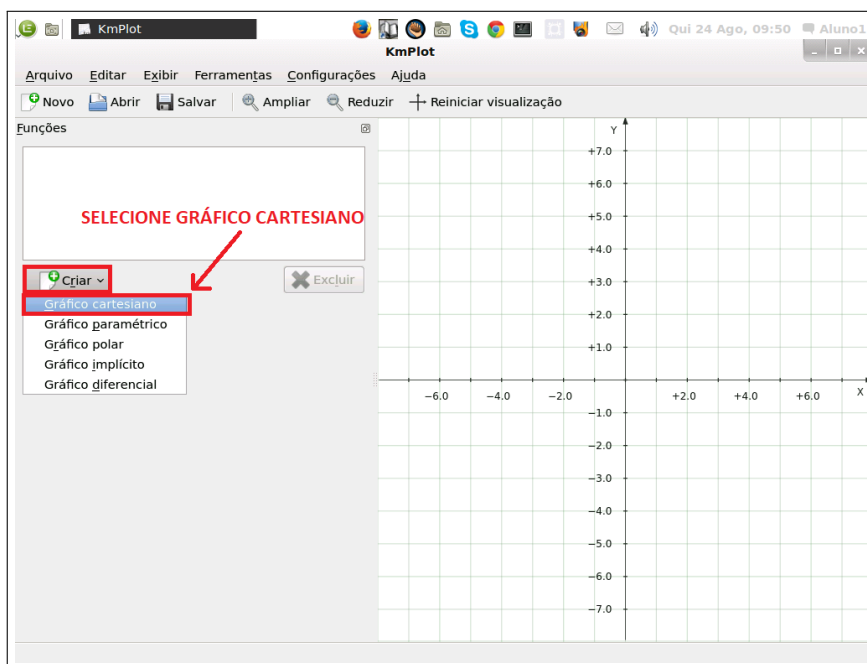 KmPlot
Qui 24 Ago, 09:50 Aluno1
KmPlot
Arquivo Editar Exibir Ferramentas Configurações Ajuda
Novo Abrir Salvar Ampliar Reduzir Reiniciar visualização
Funções
SELECIONE GRÁFICO CARTESIANO
Criar
Excluir
Gráfico cartesiano
Gráfico paramétrico
Gráfico polar
Gráfico implícito
Gráfico diferencial
Y
+7.0
+6.0
+5.0
+4.0
+3.0
+2.0
+1.0
−6.0 −4.0 −2.0 +2.0 +4.0 +6.0 X
−1.0
−2.0
−3.0
−4.0
−5.0
−6.0
−7.0